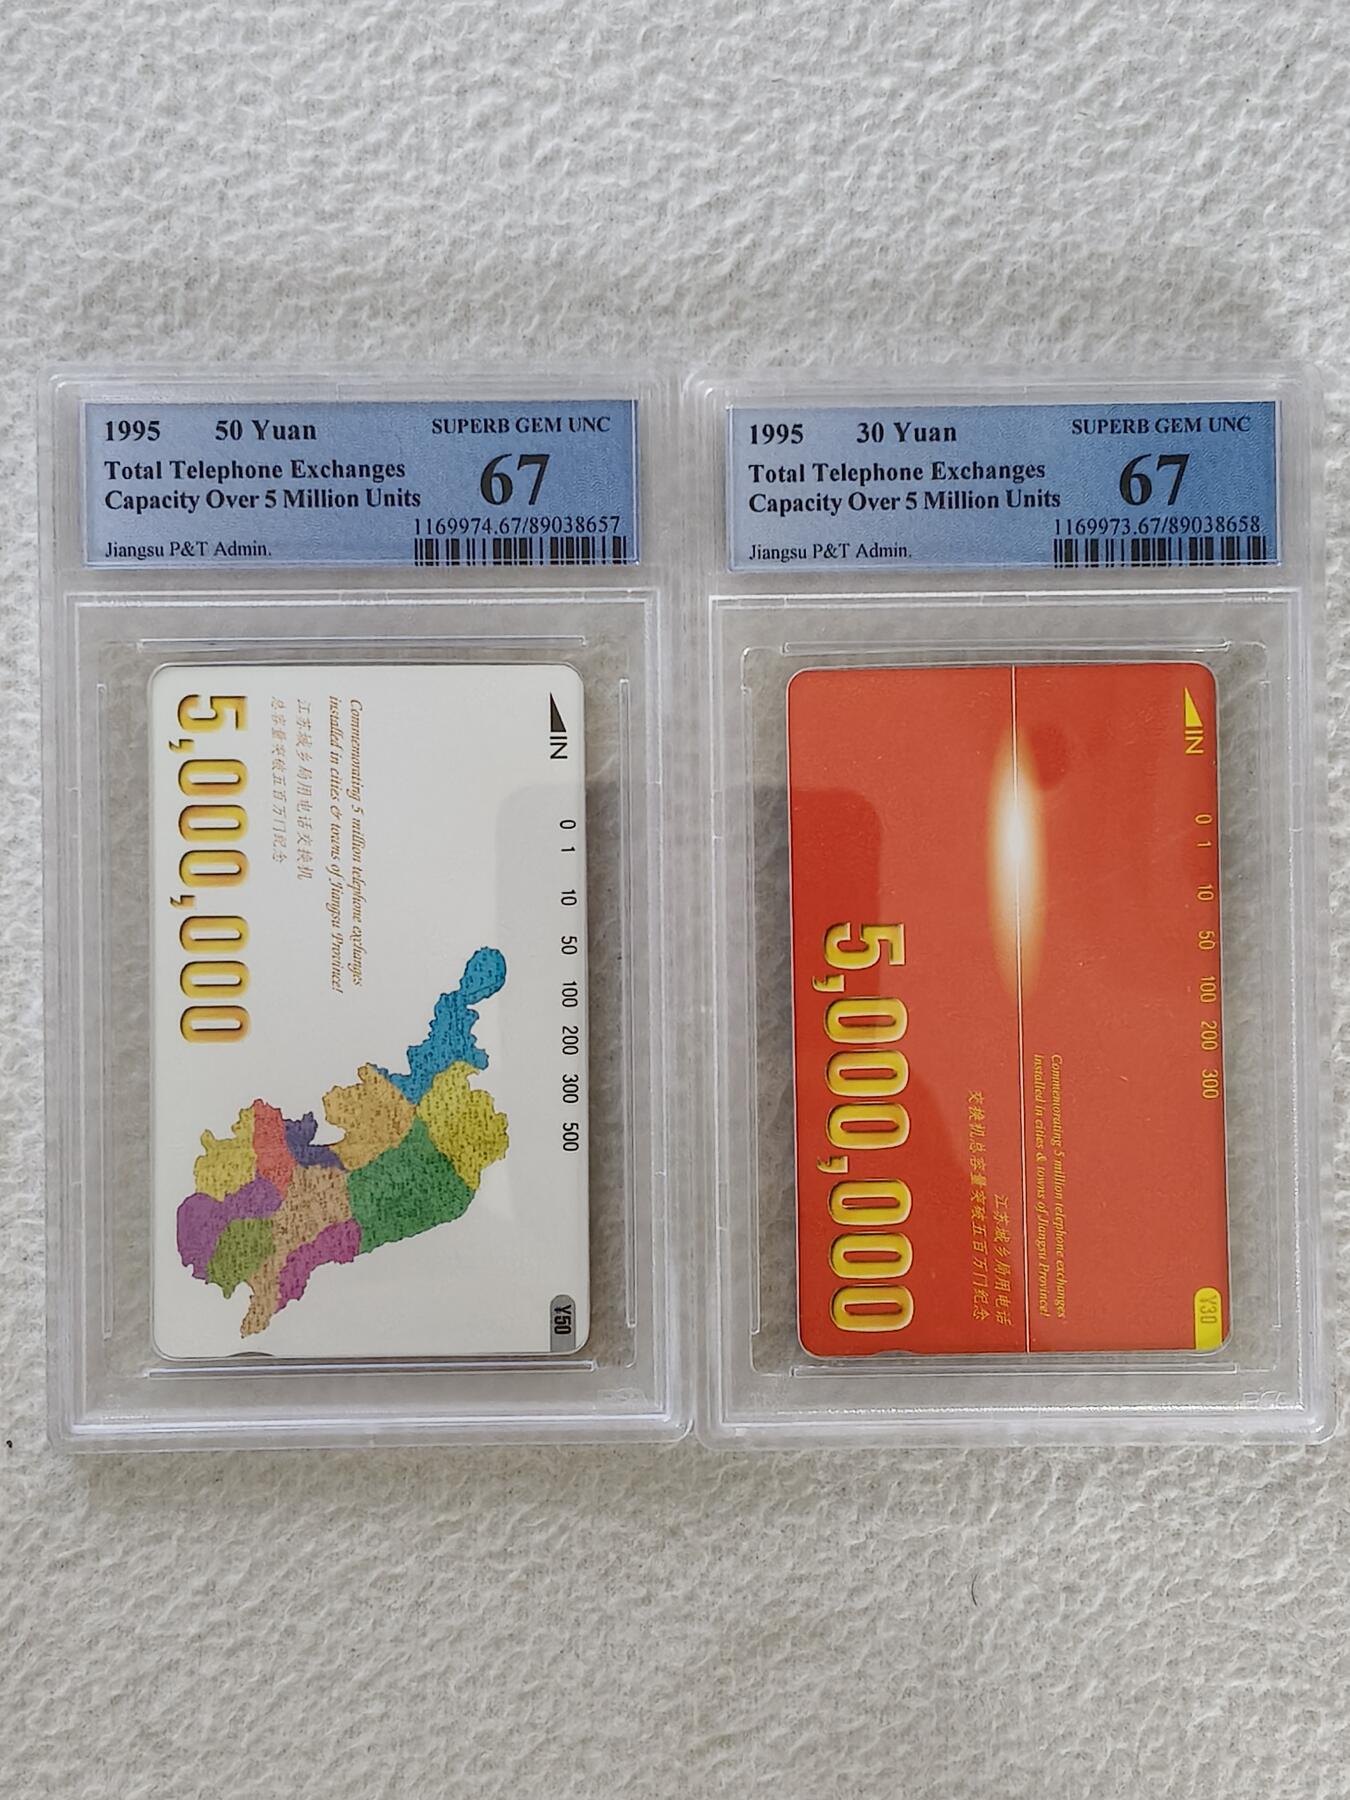 1995 50 Yuan
SUPERB GEM UNC
Total Telephone Exchanges
Capacity Over 5 Million Units
67
1169974.67/89038657
Jiangsu P&T Admin.
IN
0 1 10 50 100 200 300 500
Commemorating 5 million telephone exchanges
installed in cities & towns of Jiangsu Province!
江苏城乡局用电话交换机
总容量突破五百万门纪念
5,000,000
Y50
1995 30 Yuan
SUPERB GEM UNC
Total Telephone Exchanges
Capacity Over 5 Million Units
67
1169973.67/89038658
Jiangsu P&T Admin.
IN
0 1 10 50 100 200 300
Commemorating 5 million telephone exchanges
installed in cities & towns of Jiangsu Province!
江苏城乡局用电话
交换机总容量突破五百万门纪念
5,000,000
Y30